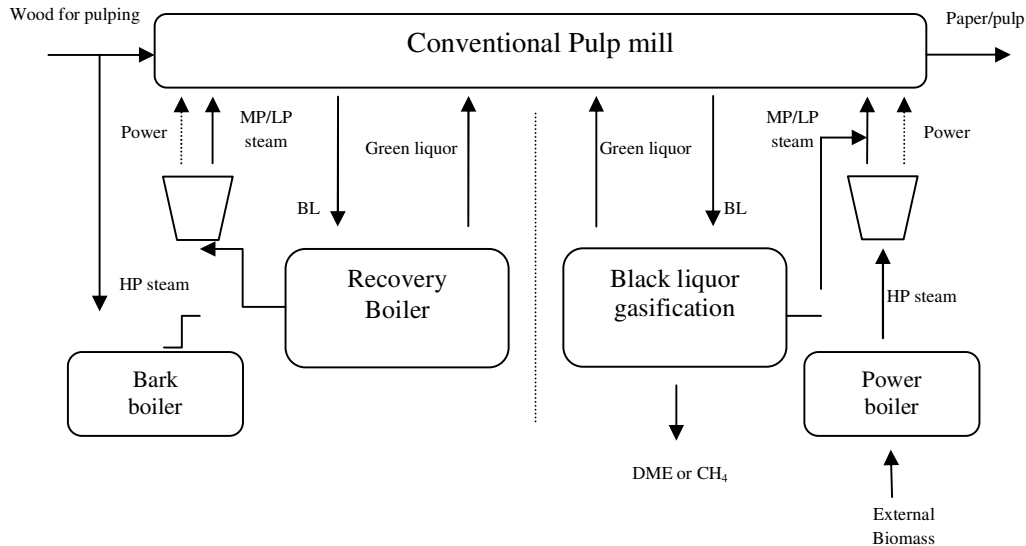 Wood for pulping
Paper/pulp
Conventional Pulp mill
Power
MP/LP
steam
Green liquor
Green liquor
MP/LP
steam
Power
BL
BL
HP steam
Recovery
Boiler
Black liquor
gasification
HP steam
Bark
boiler
Power
boiler
DME or CH₄
External
Biomass